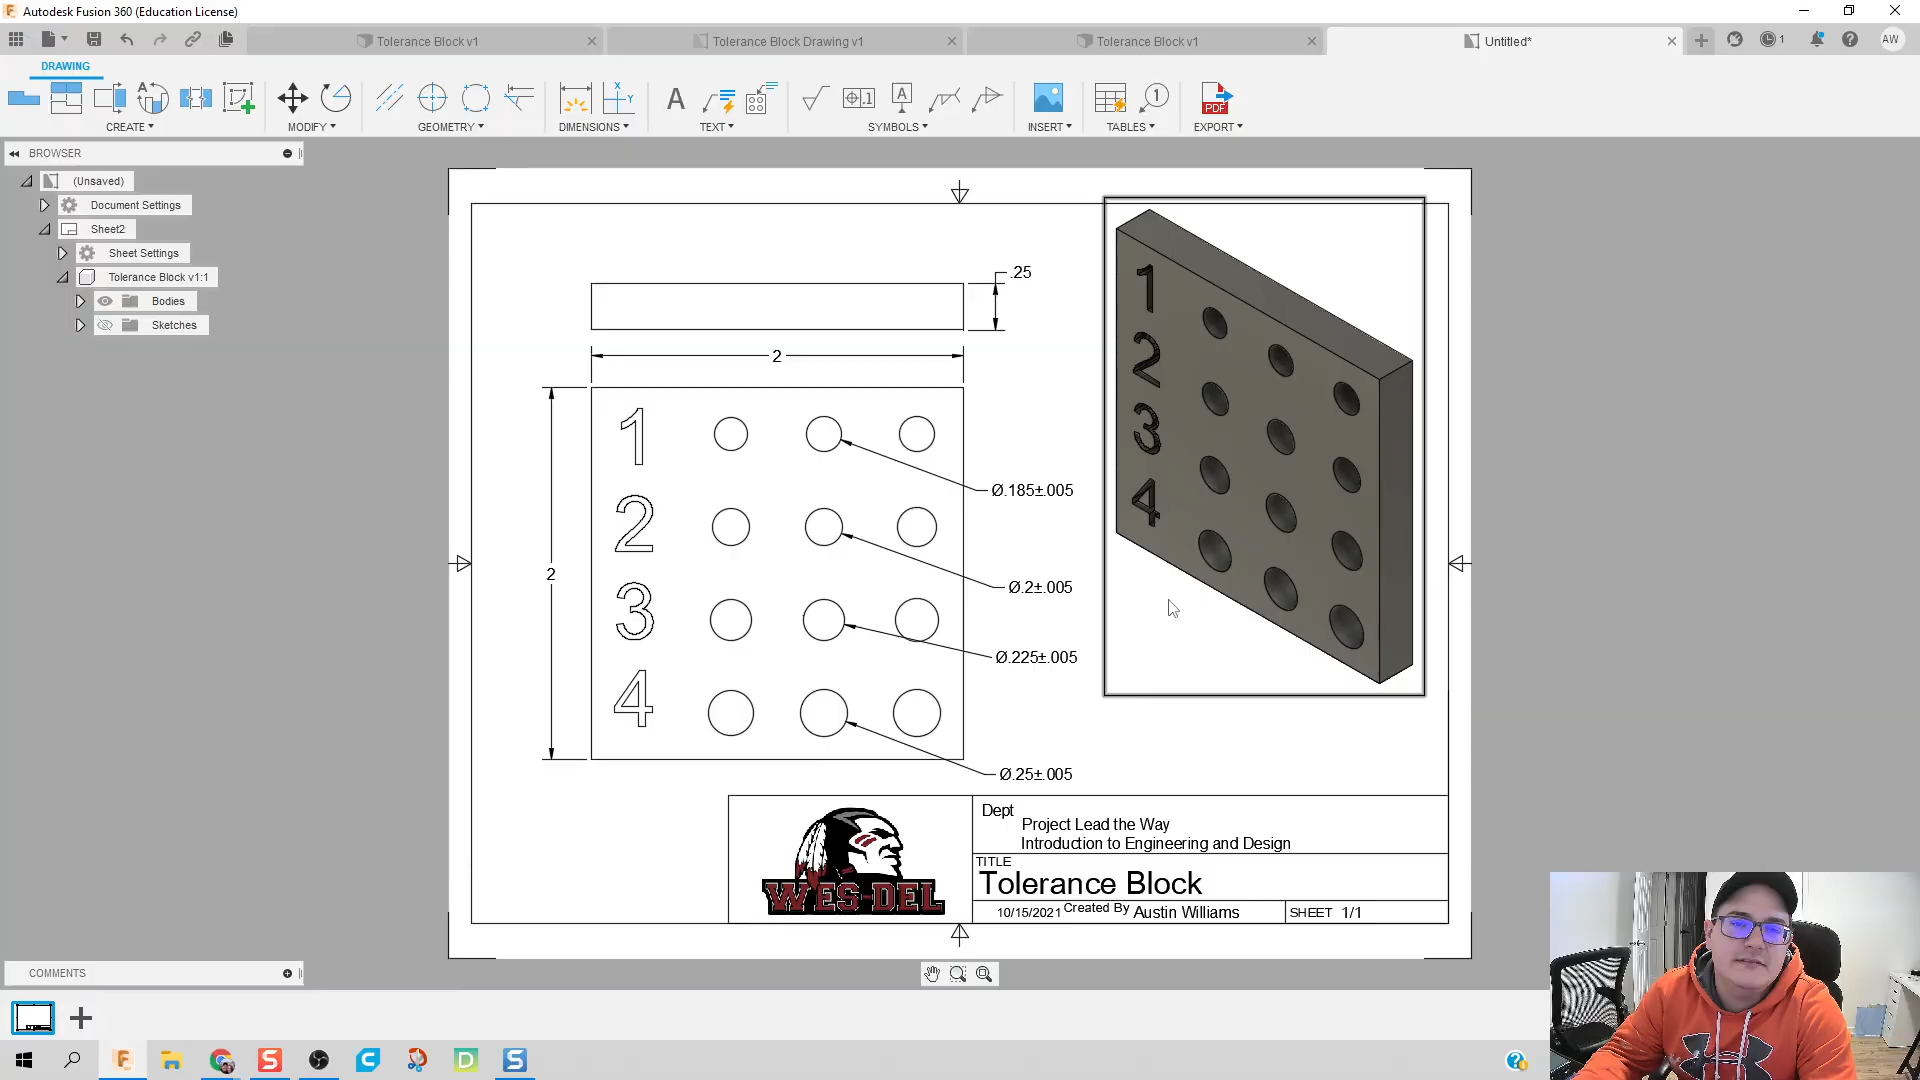 Autodesk Fusion 360 (Education License)
Tolerance Block v1
Tolerance Block Drawing v1
Tolerance Block v1
Untitled*
1
AW
DRAWING
CREATE
MODIFY
GEOMETRY
DIMENSIONS
TEXT
SYMBOLS
INSERT
TABLES
EXPORT
BROWSER
(Unsaved)
Document Settings
Sheet2
Sheet Settings
Tolerance Block v1:1
Bodies
Sketches
.25
2
2
1
2
3
4
Ø.185±.005
Ø.2±.005
Ø.225±.005
Ø.25±.005
1
2
3
4
WES-DEL
Dept
Project Lead the Way
Introduction to Engineering and Design
TITLE
Tolerance Block
10/15/2021 Created By Austin Williams
SHEET 1/1
COMMENTS